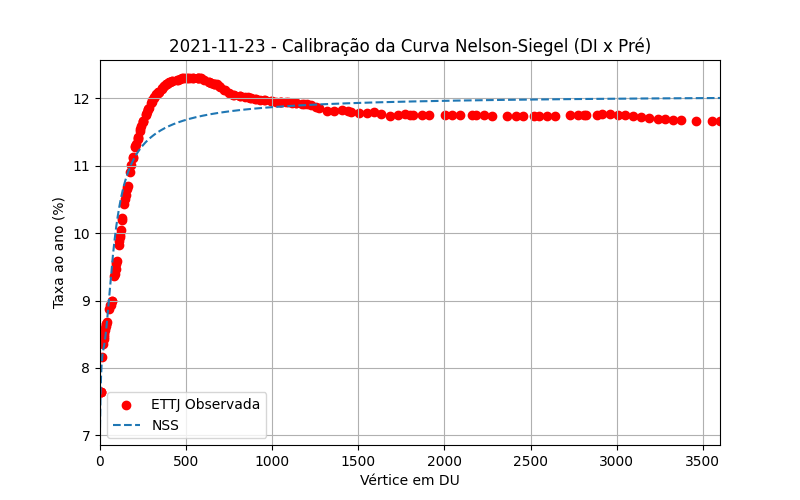 2021-11-23 - Calibração da Curva Nelson-Siegel (DI x Pré)
Taxa ao ano (%)
12
11
10
9
8
7
ETTJ Observada
NSS
0 500 1000 1500 2000 2500 3000 3500
Vértice em DU